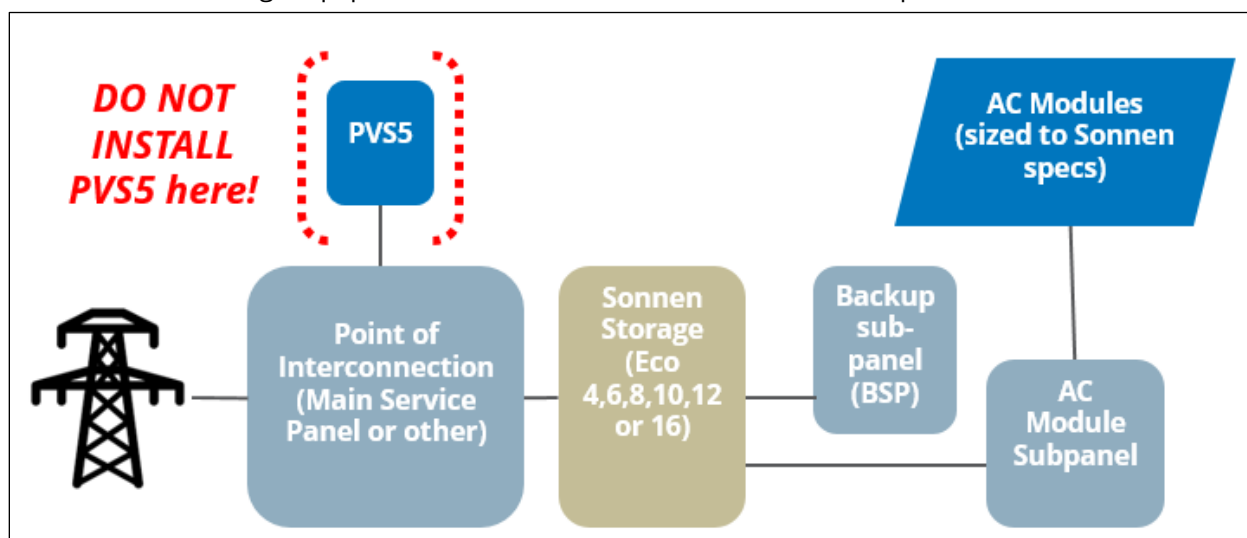 DO NOT
INSTALL
PVS5 here!
PVS5
AC Modules
(sized to Sonnen
specs)
Point of
Interconnection
(Main Service
Panel or other)
Sonnen
Storage
(Eco
4,6,8,10,12
or 16)
Backup
sub-
panel
(BSP)
AC
Module
Subpanel